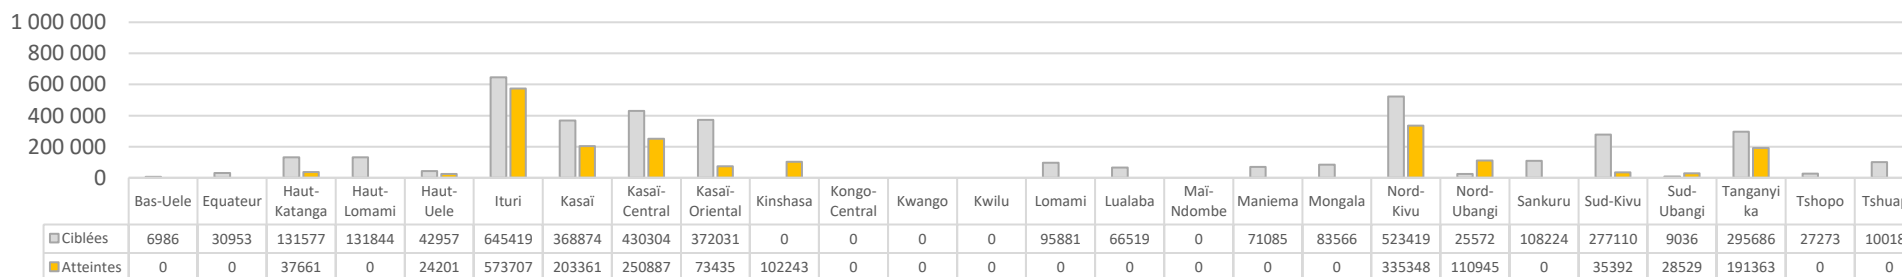 1 000 000
800 000
600 000
400 000
200 000
0
Bas-Uele Equateur Haut-Katanga Haut-Lomami Haut-Uele Ituri Kasaï Kasaï-Central Kasaï-Oriental Kinshasa Kongo-Central Kwango Kwilu Lomami Lualaba Maï-Ndombe Maniema Mongala Nord-Kivu Nord-Ubangi Sankuru Sud-Kivu Sud-Ubangi Tanganyika Tshopo
Ciblées 6986 30953 131577 131844 42957 645419 368874 430304 372031 0 0 0 0 95881 66519 0 71085 83566 523419 25572 108224 277110 9036 295686 27273
Atteintes 0 0 37661 0 24201 573707 203361 250887 73435 102243 0 0 0 0 0 0 0 0 335348 110945 0 35392 28529 191363 0 0